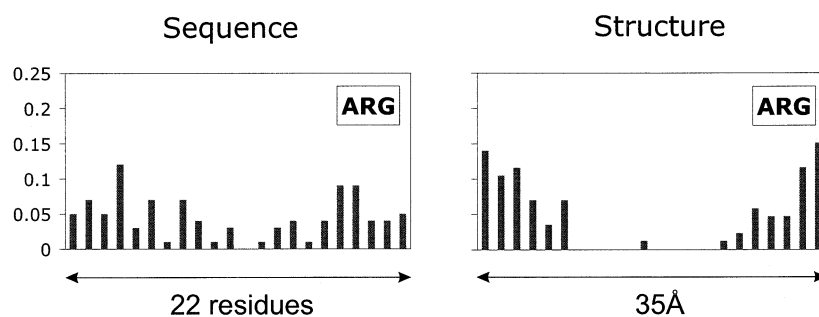 Sequence
Structure
0.25
0.2
0.15
0.1
0.05
0
ARG
ARG
22 residues
35Å